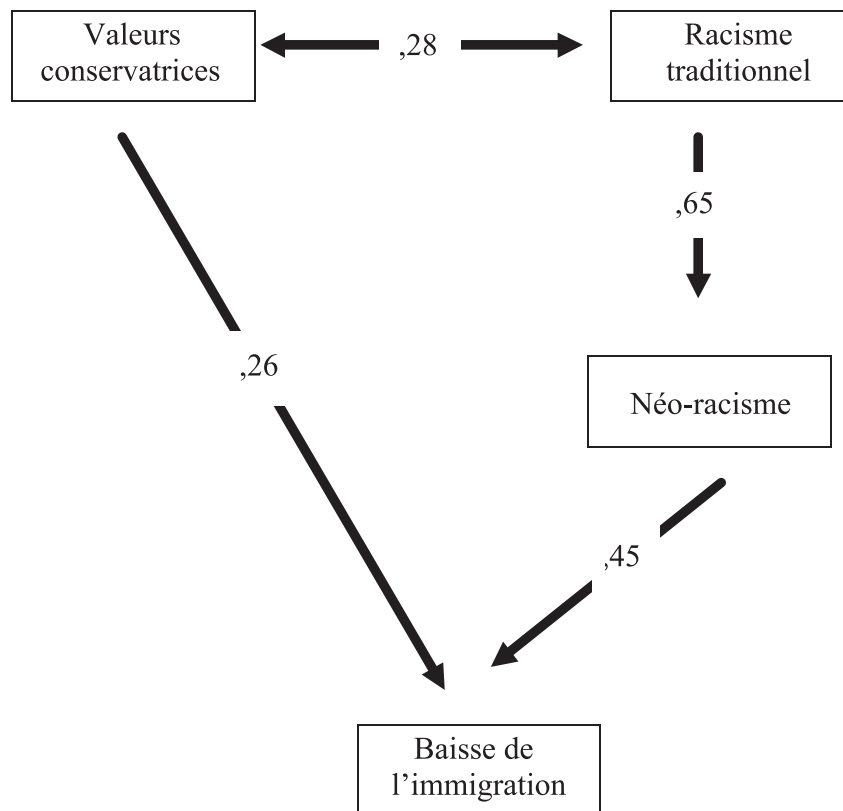 Valeurs
conservatrices
,28
Racisme
traditionnel
,65
,26
Néo-racisme
,45
Baisse de
l’immigration